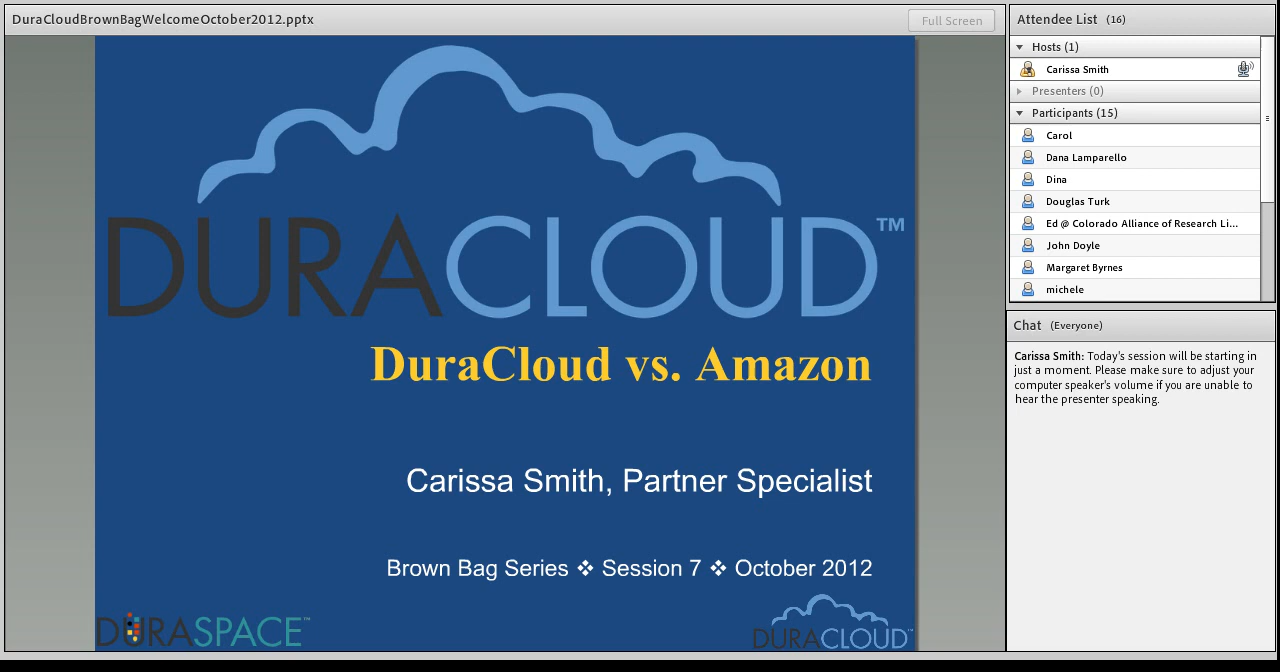 DuraCloudBrownBagWelcomeOctober2012.pptx
Full Screen
DURACLOUD™
DuraCloud vs. Amazon
Carissa Smith, Partner Specialist
Brown Bag Series ❖ Session 7 ❖ October 2012
DURASPACE™
DURACLOUD™
Attendee List (16)
Hosts (1)
Carissa Smith
Presenters (0)
Participants (15)
Carol
Dana Lamparello
Dina
Douglas Turk
Ed @ Colorado Alliance of Research Li...
John Doyle
Margaret Byrnes
michele
Chat (Everyone)
Carissa Smith: Today's session will be starting in
just a moment. Please make sure to adjust your
computer speaker's volume if you are unable to
hear the presenter speaking.